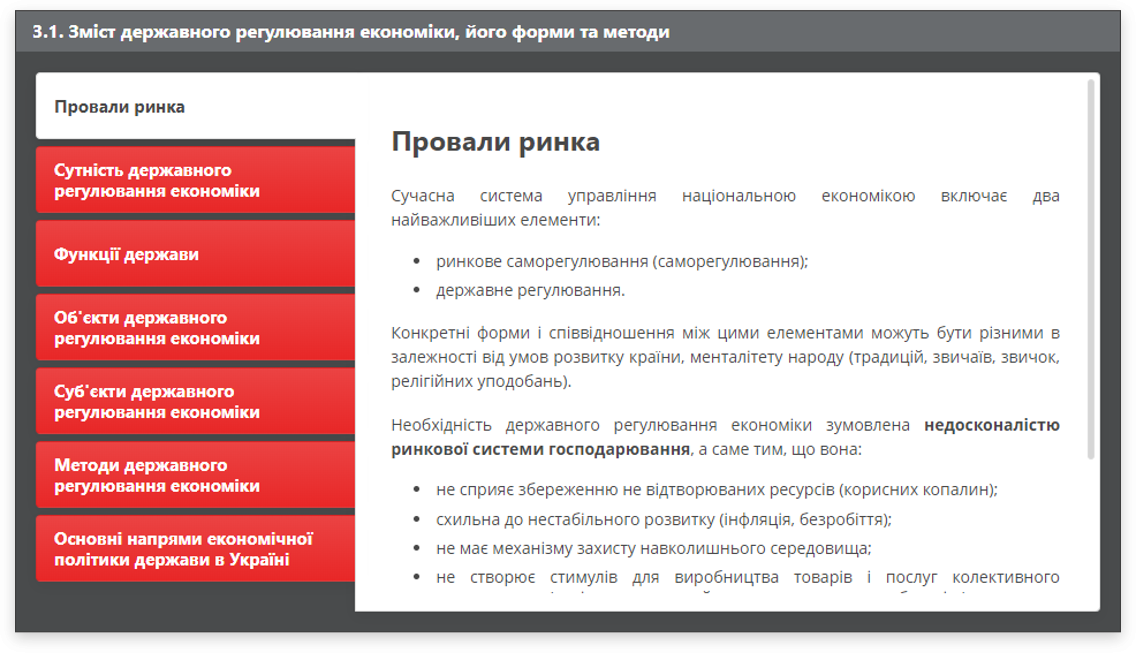 3.1. Зміст державного регулювання економіки, його форми та методи
Провали ринка
Сутність державного
регулювання економіки
Функції держави
Об'єкти державного
регулювання економіки
Суб'єкти державного
регулювання економіки
Методи державного
регулювання економіки
Основні напрями економічної
політики держави в Україні
Провали ринка
Сучасна система управління національною економікою включає два
найважливіших елементи:
• ринкове саморегулювання (саморегулювання);
• державне регулювання.
Конкретні форми і співвідношення між цими елементами можуть бути різними в
залежності від умов розвитку країни, менталітету народу (традицій, звичаїв, звичок,
релігійних уподобань).
Необхідність державного регулювання економіки зумовлена недосконалістю
ринкової системи господарювання, а саме тим, що вона:
• не сприяє збереженню не відтворюваних ресурсів (корисних копалин);
• схильна до нестабільного розвитку (інфляція, безробіття);
• не має механізму захисту навколишнього середовища;
• не створює стимулів для виробництва товарів і послуг колективного